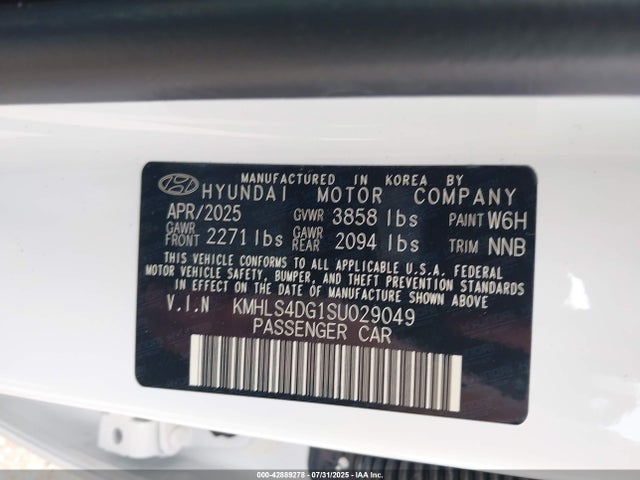 MANUFACTURED IN KOREA BY
HYUNDAI MOTOR COMPANY
APR/2025 GVWR 3858 lbs PAINT W6H
GAWR FRONT 2271 lbs GAWR REAR 2094 lbs TRIM NNB
THIS VEHICLE CONFORMS TO ALL APPLICABLE U.S.A. FEDERAL
MOTOR VEHICLE SAFETY, BUMPER, AND THEFT PREVENTION STANDARDS
IN EFFECT ON THE DATE OF MANUFACTURE SHOWN ABOVE.
V.I.N KMHLS4DG1SU029049
PASSENGER CAR
000-42889278 - 07/31/2025 - IAA Inc.